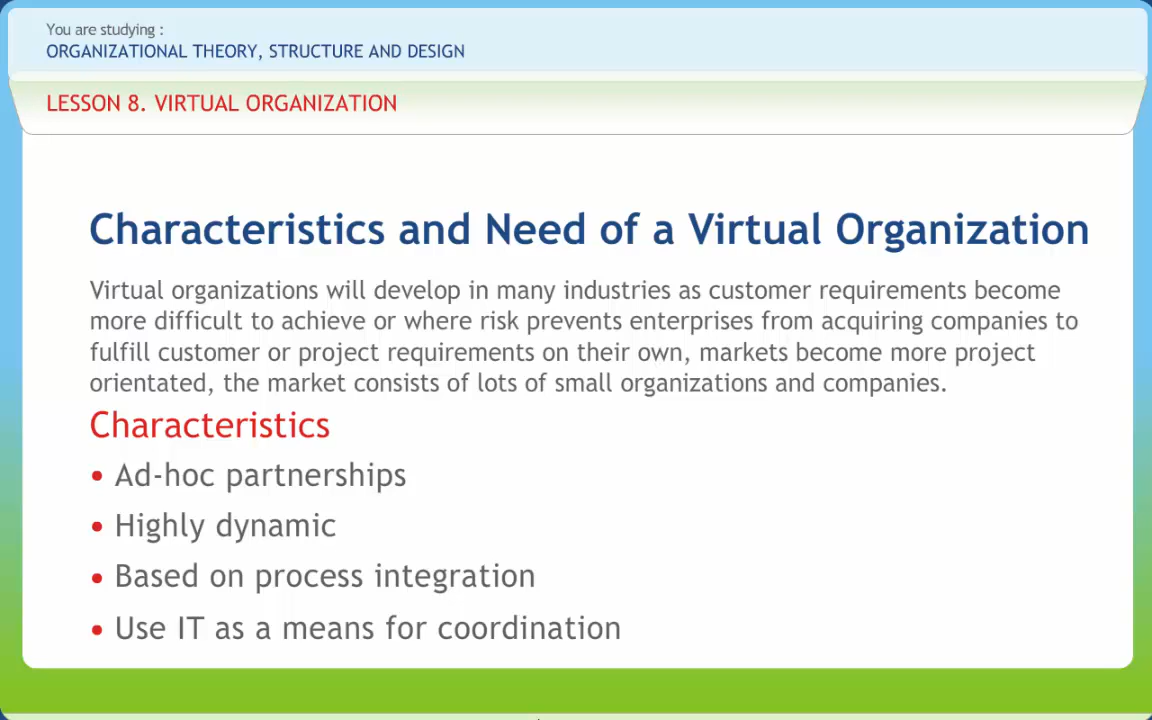 You are studying :
ORGANIZATIONAL THEORY, STRUCTURE AND DESIGN
LESSON 8. VIRTUAL ORGANIZATION
Characteristics and Need of a Virtual Organization
Virtual organizations will develop in many industries as customer requirements become
more difficult to achieve or where risk prevents enterprises from acquiring companies to
fulfill customer or project requirements on their own, markets become more project
orientated, the market consists of lots of small organizations and companies.
Characteristics
• Ad-hoc partnerships
• Highly dynamic
• Based on process integration
• Use IT as a means for coordination